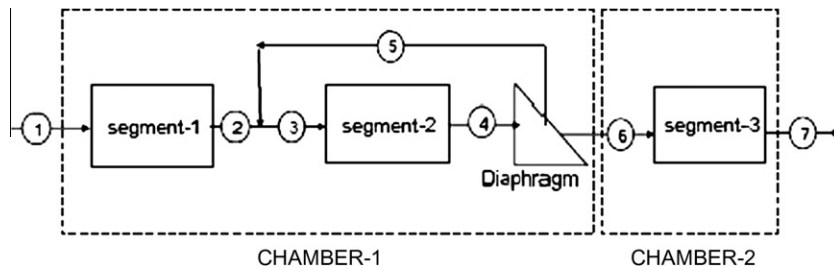 5
segment-1
segment-2
segment-3
1
2
3
4
6
7
Diaphragm
CHAMBER-1
CHAMBER-2